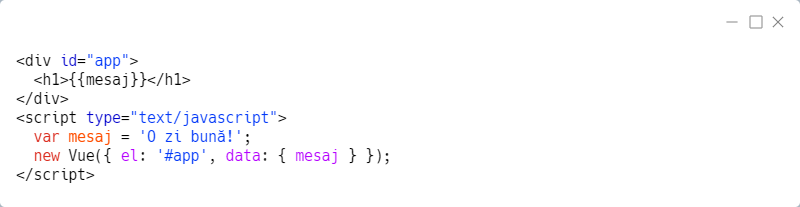 <div id="app">
  <h1>{{mesaj}}</h1>
</div>
<script type="text/javascript">
  var mesaj = 'O zi bună!';
  new Vue({ el: '#app', data: { mesaj } });
</script>